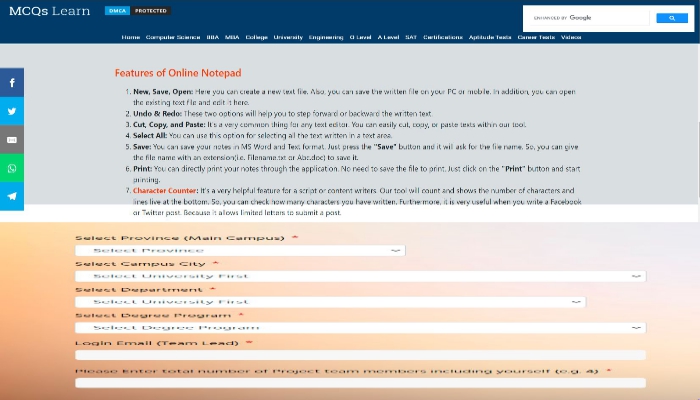 MCQs Learn
DMCA PROTECTED
ENHANCED BY Google
Home Computer Science BBA MBA College University Engineering O Level A Level SAT Certifications Aptitude Tests Career Tests Videos
Features of Online Notepad
1. New, Save, Open: Here you can create a new text file. Also, you can save the written file on your PC or mobile. In addition, you can open
the existing text file and edit it here.
2. Undo & Redo: These two options will help you to step forward or backward the written text.
3. Cut, Copy, and Paste: It's a very common thing for any text editor. You can easily cut, copy, or paste texts within our tool.
4. Select All: You can use this option for selecting all the text written in a text area.
5. Save: You can save your notes in MS Word and Text format. Just press the "Save" button and it will ask for the file name. So, you can give
the file name with an extension(i.e. Filename.txt or Abc.doc) to save it.
6. Print: You can directly print your notes through the application. No need to save the file to print. Just click on the "Print" button and start
printing.
7. Character Counter: It's a very helpful feature for a script or content writers. Our tool will count and shows the number of characters and
lines live at the bottom. So, you can check how many characters you have written. Furthermore, it is very useful when you write a Facebook
or Twitter post. Because it allows limited letters to submit a post.
Select Province (Main Campus) *
Select Province
Select Campus City *
Select University First
Select Department *
Select University First
Select Degree Program *
Select Degree Program
Login Email (Team Lead) *
Please Enter total number of Project team members including yourself (e.g. 4) *